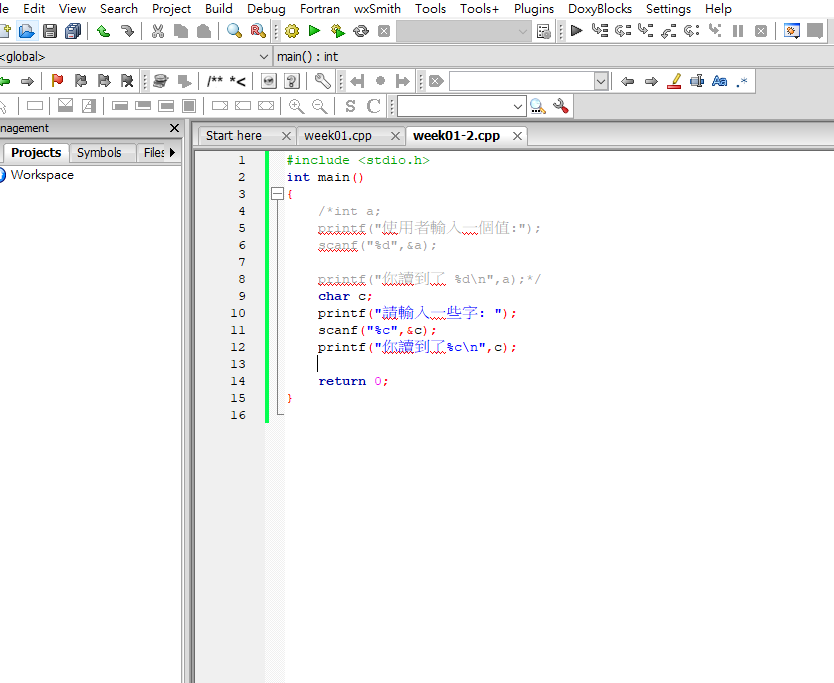 le Edit View Search Project Build Debug Fortran wxSmith Tools Tools+ Plugins DoxyBlocks Settings Help
<global> main() : int
/** *<
S C
nagement
Projects Symbols Files
Workspace
Start here week01.cpp week01-2.cpp
1 #include <stdio.h>
2 int main()
3 {
4 /*int a;
5 printf("使用者輸入一個值:");
6 scanf("%d",&a);
7
8 printf("你讀到了 %d\n",a);*/
9 char c;
10 printf("請輸入一些字: ");
11 scanf("%c",&c);
12 printf("你讀到了%c\n",c);
13
14 return 0;
15 }
16